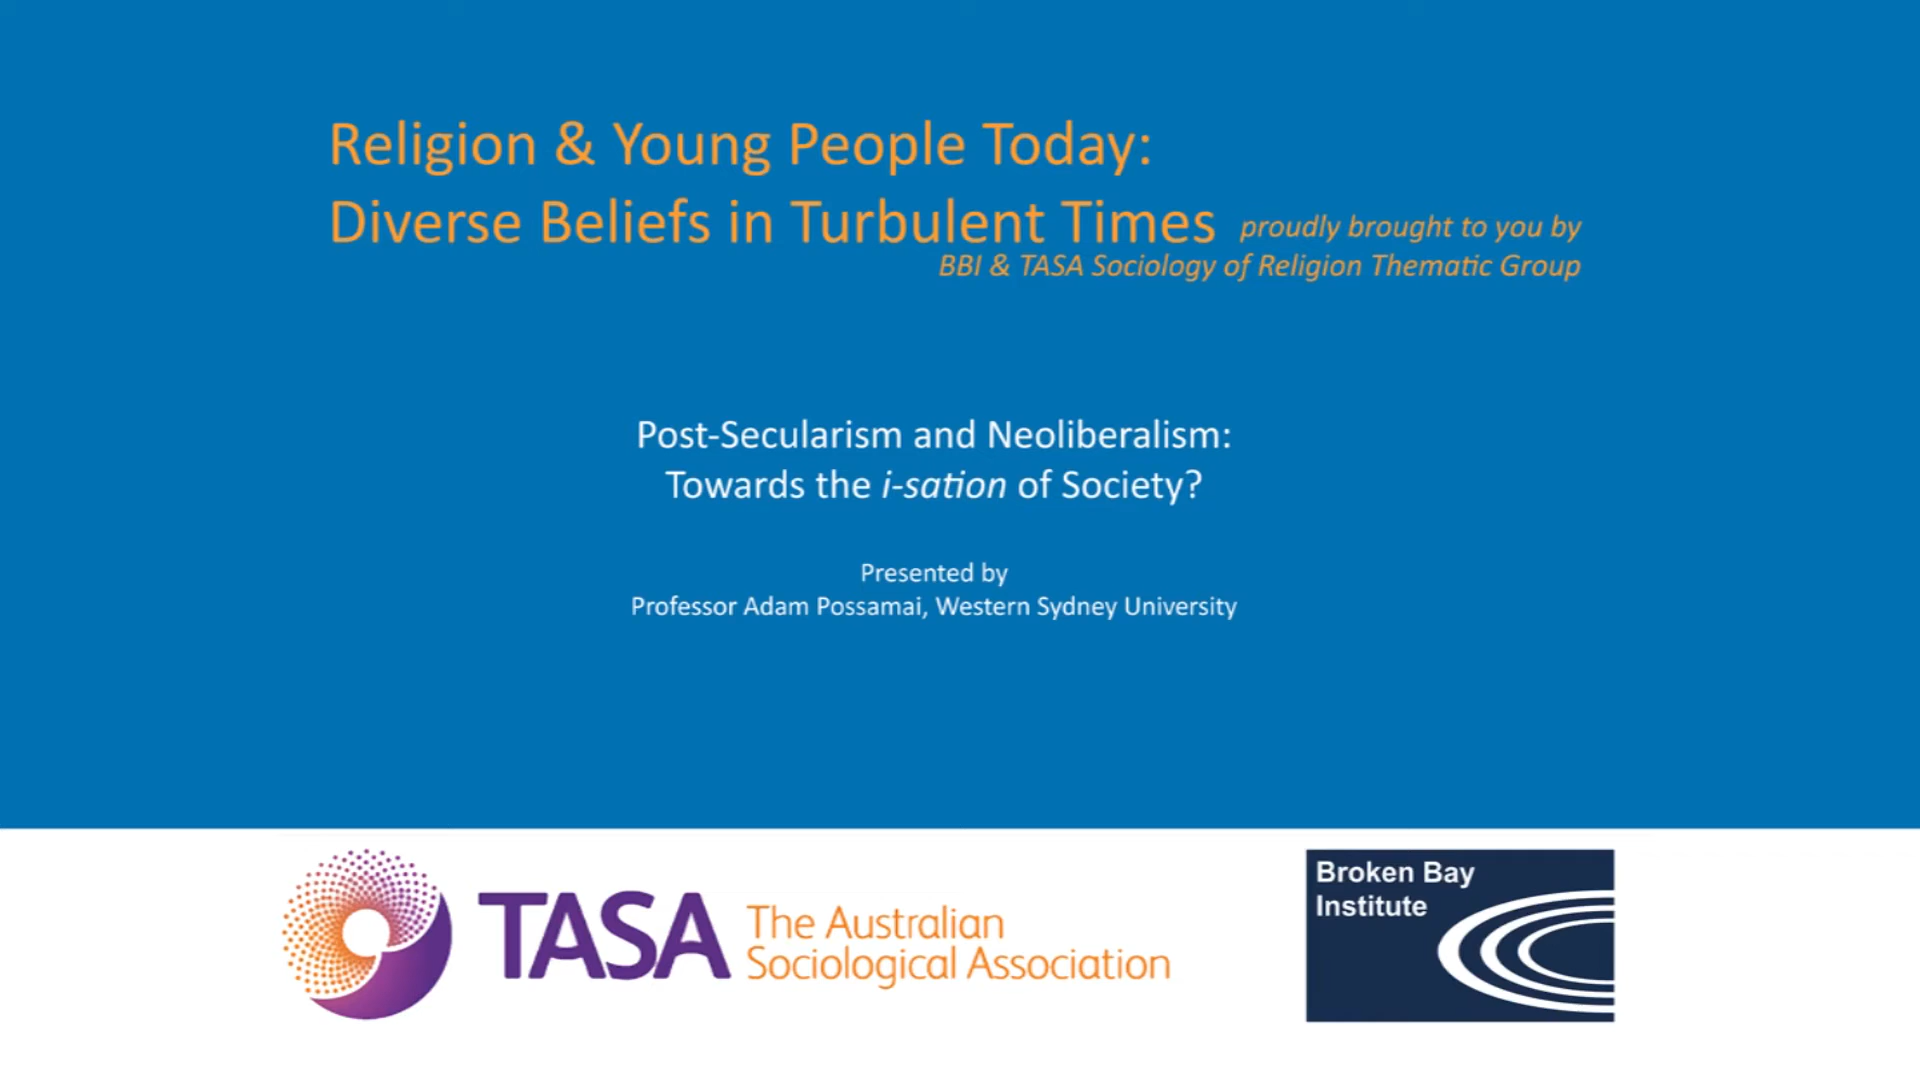 Religion & Young People Today:
Diverse Beliefs in Turbulent Times proudly brought to you by
BBI & TASA Sociology of Religion Thematic Group
Post-Secularism and Neoliberalism:
Towards the i-sation of Society?
Presented by
Professor Adam Possamai, Western Sydney University
TASA The Australian
Sociological Association
Broken Bay
Institute